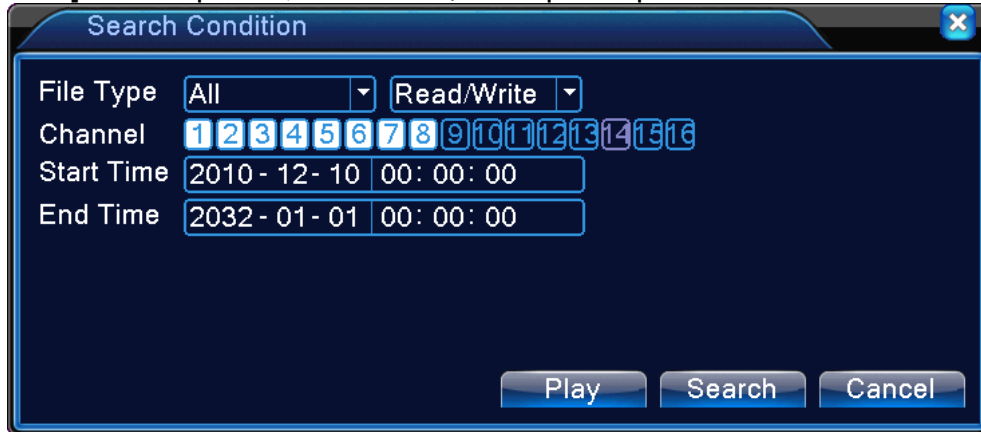 Search Condition
File Type All Read/Write
Channel 1 2 3 4 5 6 7 8 9 10 11 12 13 14 15 16
Start Time 2010 - 12 - 10 00: 00: 00
End Time 2032 - 01 - 01 00: 00: 00
Play Search Cancel